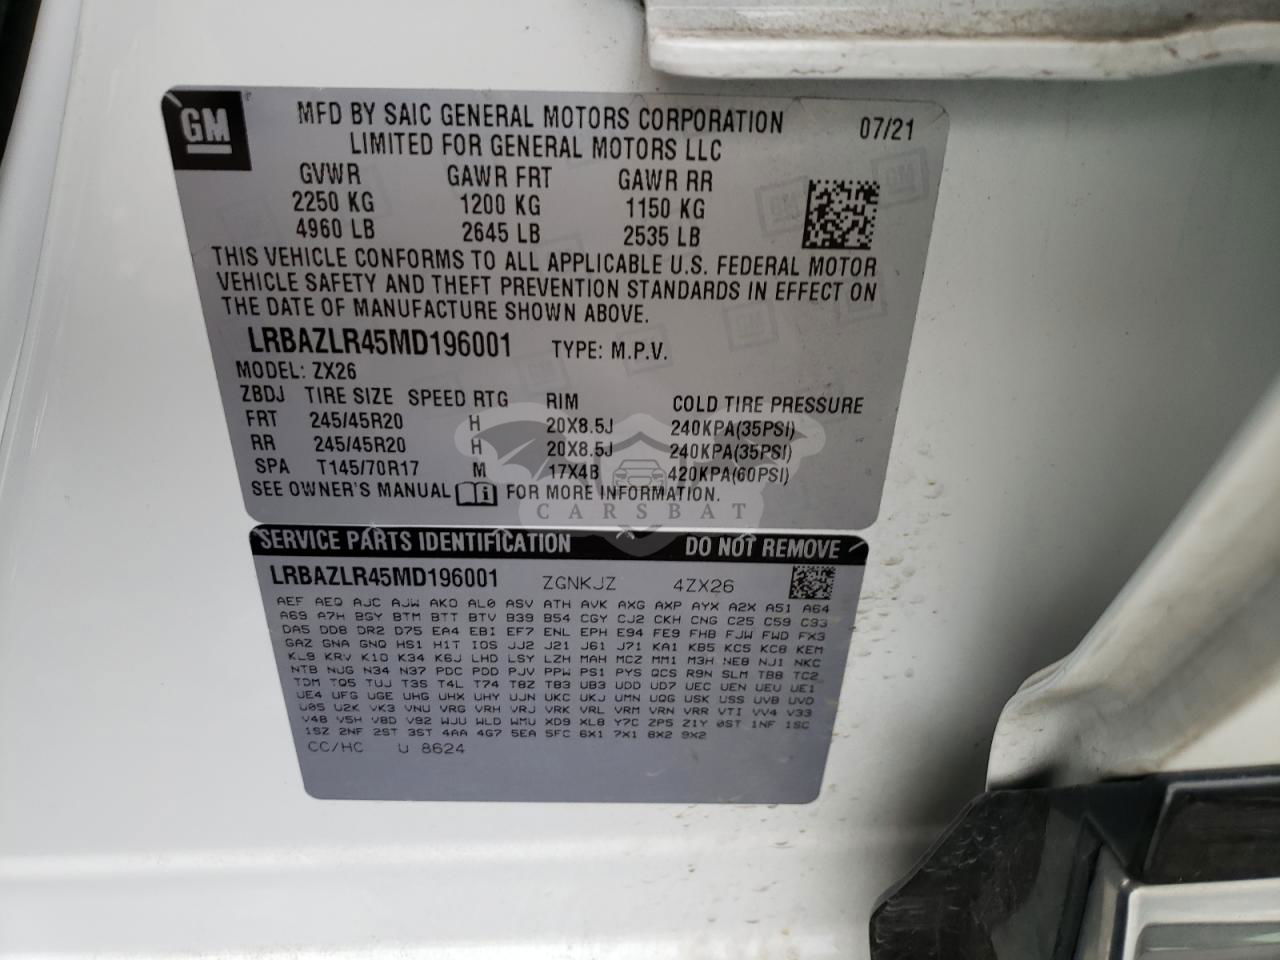 GM
MFD BY SAIC GENERAL MOTORS CORPORATION 07/21
LIMITED FOR GENERAL MOTORS LLC
GVWR GAWR FRT GAWR RR
2250 KG 1200 KG 1150 KG
4960 LB 2645 LB 2535 LB
THIS VEHICLE CONFORMS TO ALL APPLICABLE U.S. FEDERAL MOTOR
VEHICLE SAFETY AND THEFT PREVENTION STANDARDS IN EFFECT ON
THE DATE OF MANUFACTURE SHOWN ABOVE.
LRBAZLR45MD196001 TYPE: M.P.V.
MODEL: ZX26
ZBDJ TIRE SIZE SPEED RTG RIM COLD TIRE PRESSURE
FRT 245/45R20 H 20X8.5J 240KPA(35PSI)
RR 245/45R20 H 20X8.5J 240KPA(35PSI)
SPA T145/70R17 M 17X4B 420KPA(60PSI)
SEE OWNER'S MANUAL FOR MORE INFORMATION.
CARSBAT
SERVICE PARTS IDENTIFICATION DO NOT REMOVE
LRBAZLR45MD196001 ZGNKJZ 4ZX26
AEF AEQ AJC AJW AKO AL0 ASV ATH AVK AXG AXP AYX A2X A51 A64
A69 A7H BGY BTM BTT BTV B39 B54 CGY CJ2 CKH CNG C25 C59 C93
DA5 DD8 DR2 D75 EA4 EBI EF7 ENL EPH E94 FE9 FHB FJW FWD FX3
GAZ GNA GNQ HS1 H1T IOS JJ2 J21 J61 J71 KA1 KB5 KC5 KC8 KEM
KL9 KRV K10 K34 K6J LHD LSY LZH MAH MCZ MM1 M3H NE8 NJ1 NKC
NTB NUG N34 N37 PDC PDD PJV PPW PS1 PYS QCS R9N SLM TB8 TC2
TDM TQ5 TUJ T3S T4L T74 T8Z T83 UB3 UDD UD7 UEC UEN UEU UE1
UE4 UFG UGE UHG UHX UHY UJN UKC UKJ UMN UQG USK USS UVB UVD
U05 U2K VK3 VNU VRG VRH VRJ VRK VRL VRM VRN VRR VTI VV4 V33
V48 V5H V8D V92 WJU WLD WMU XD9 XL8 Y7C ZP5 Z1Y 0ST 1NF 1SC
1SZ 2NF 2ST 3ST 4AA 4G7 5EA 5FC 6X1 7X1 8X2 9X2
CC/HC U 8624